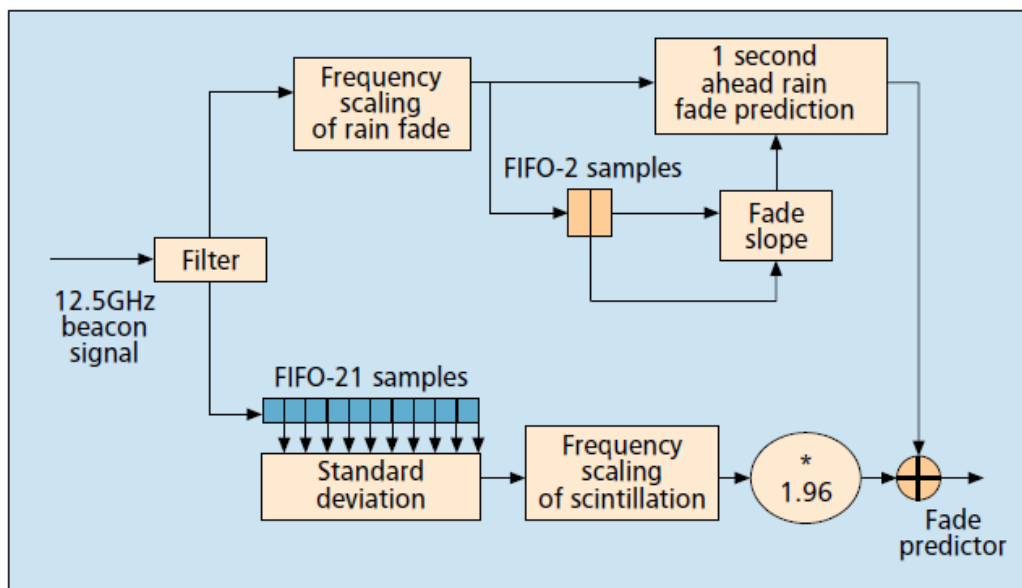 Frequency
scaling
of rain fade
1 second
ahead rain
fade prediction
FIFO-2 samples
Fade
slope
Filter
12.5GHz
beacon
signal
FIFO-21 samples
Standard
deviation
Frequency
scaling
of scintillation
*
1.96
Fade
predictor